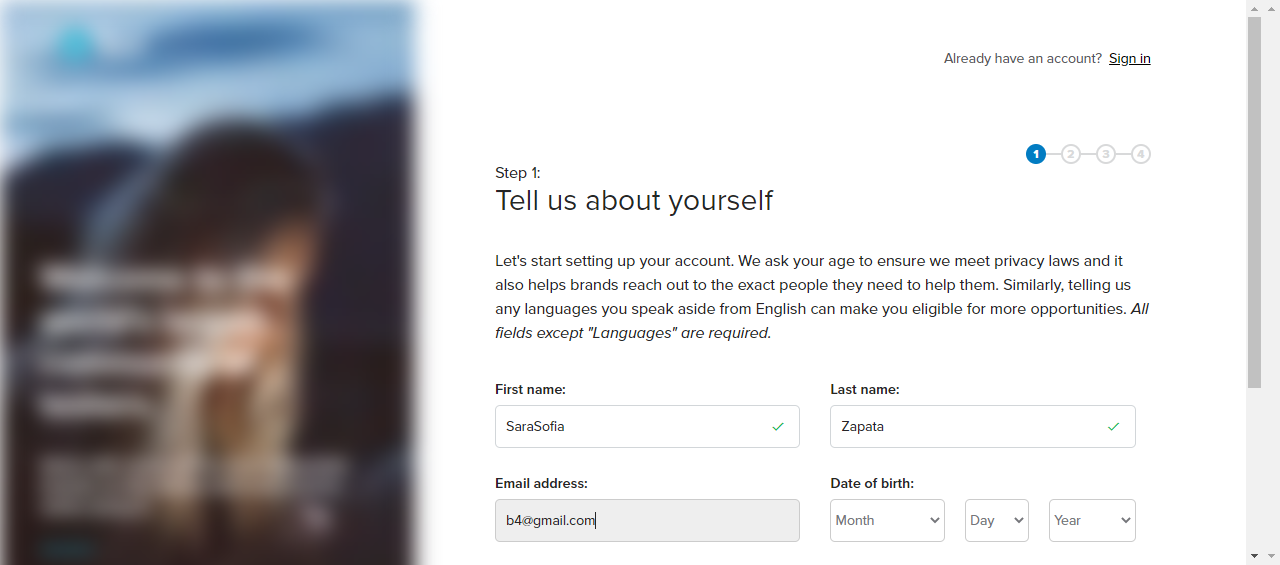 Already have an account? Sign in
1 2 3 4
Step 1:
Tell us about yourself
Let's start setting up your account. We ask your age to ensure we meet privacy laws and it
also helps brands reach out to the exact people they need to help them. Similarly, telling us
any languages you speak aside from English can make you eligible for more opportunities. All
fields except "Languages" are required.
First name:
Last name:
SaraSofia
Zapata
Email address:
Date of birth:
b4@gmail.com
Month
Day
Year